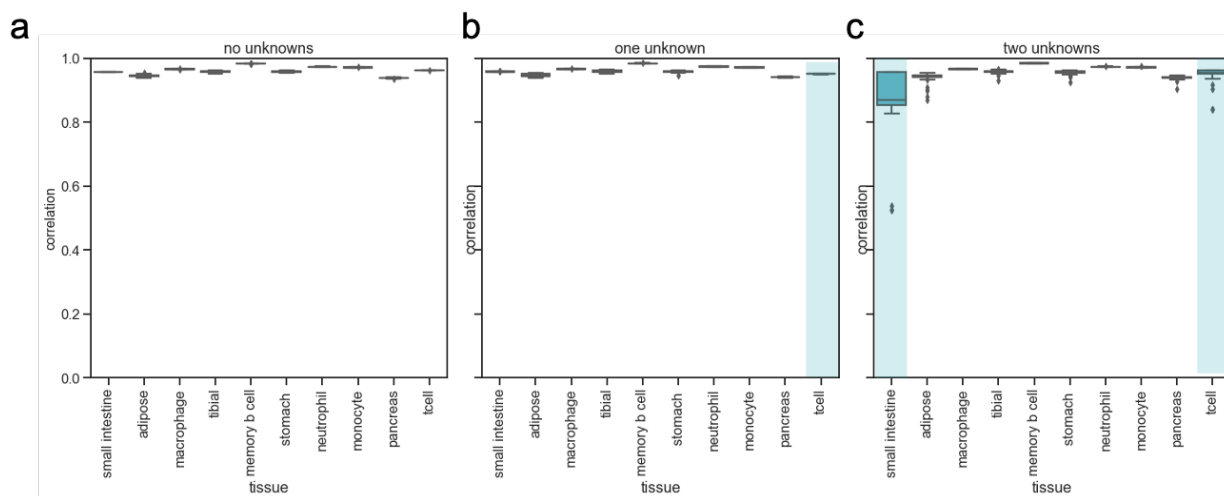 a
no unknowns
correlation
1.0
0.8
0.6
0.4
0.2
0.0
small intestine
adipose
macrophage
tibial
memory b cell
stomach
neutrophil
monocyte
pancreas
tcell
tissue
b
one unknown
correlation
small intestine
adipose
macrophage
tibial
memory b cell
stomach
neutrophil
monocyte
pancreas
tcell
tissue
c
two unknowns
correlation
small intestine
adipose
macrophage
tibial
memory b cell
stomach
neutrophil
monocyte
pancreas
tcell
tissue